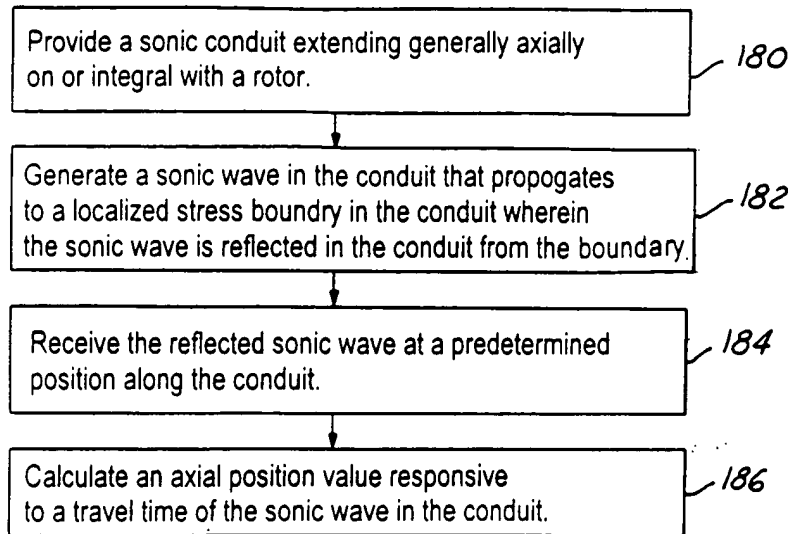 Provide a sonic conduit extending generally axially
on or integral with a rotor.
180
Generate a sonic wave in the conduit that propogates
to a localized stress boundry in the conduit wherein
the sonic wave is reflected in the conduit from the boundary.
182
Receive the reflected sonic wave at a predetermined
position along the conduit.
184
Calculate an axial position value responsive
to a travel time of the sonic wave in the conduit.
186